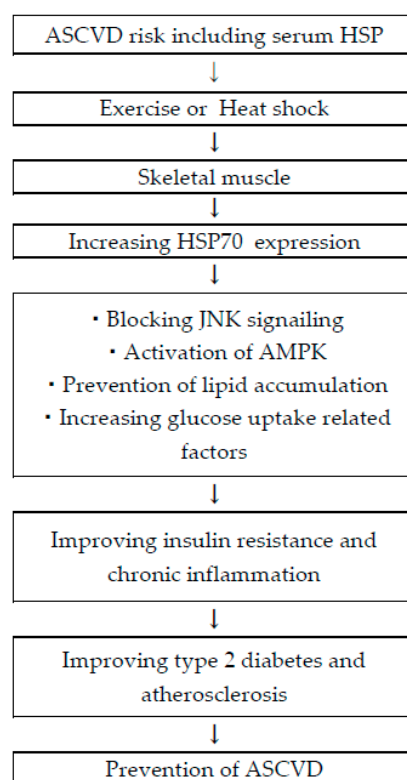 ASCVD risk including serum HSP
↓
Exercise or Heat shock
↓
Skeletal muscle
↓
Increasing HSP70 expression
↓
・Blocking JNK signailing
・Activation of AMPK
・Prevention of lipid accumulation
・Increasing glucose uptake related
factors
↓
Improving insulin resistance and
chronic inflammation
↓
Improving type 2 diabetes and
atherosclerosis
↓
Prevention of ASCVD